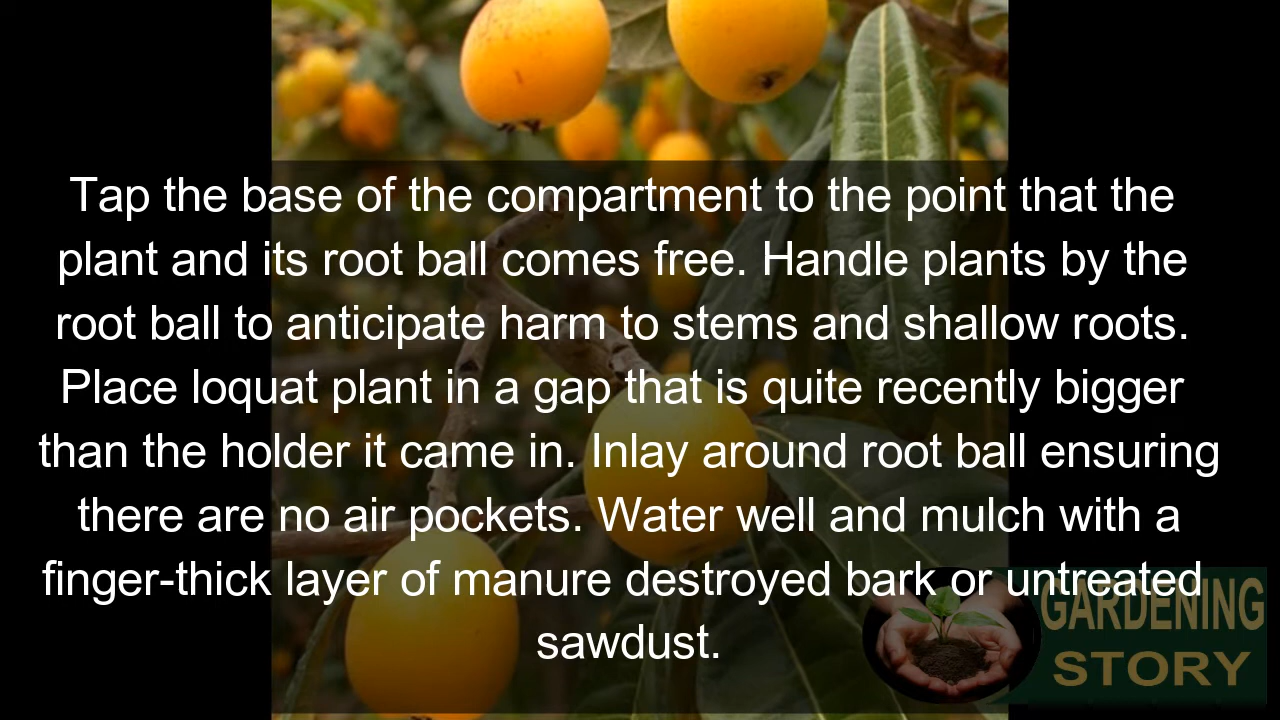 Tap the base of the compartment to the point that the
plant and its root ball comes free. Handle plants by the
root ball to anticipate harm to stems and shallow roots.
Place loquat plant in a gap that is quite recently bigger
than the holder it came in. Inlay around root ball ensuring
there are no air pockets. Water well and mulch with a
finger-thick layer of manure destroyed bark or untreated
sawdust.
GARDENING
STORY